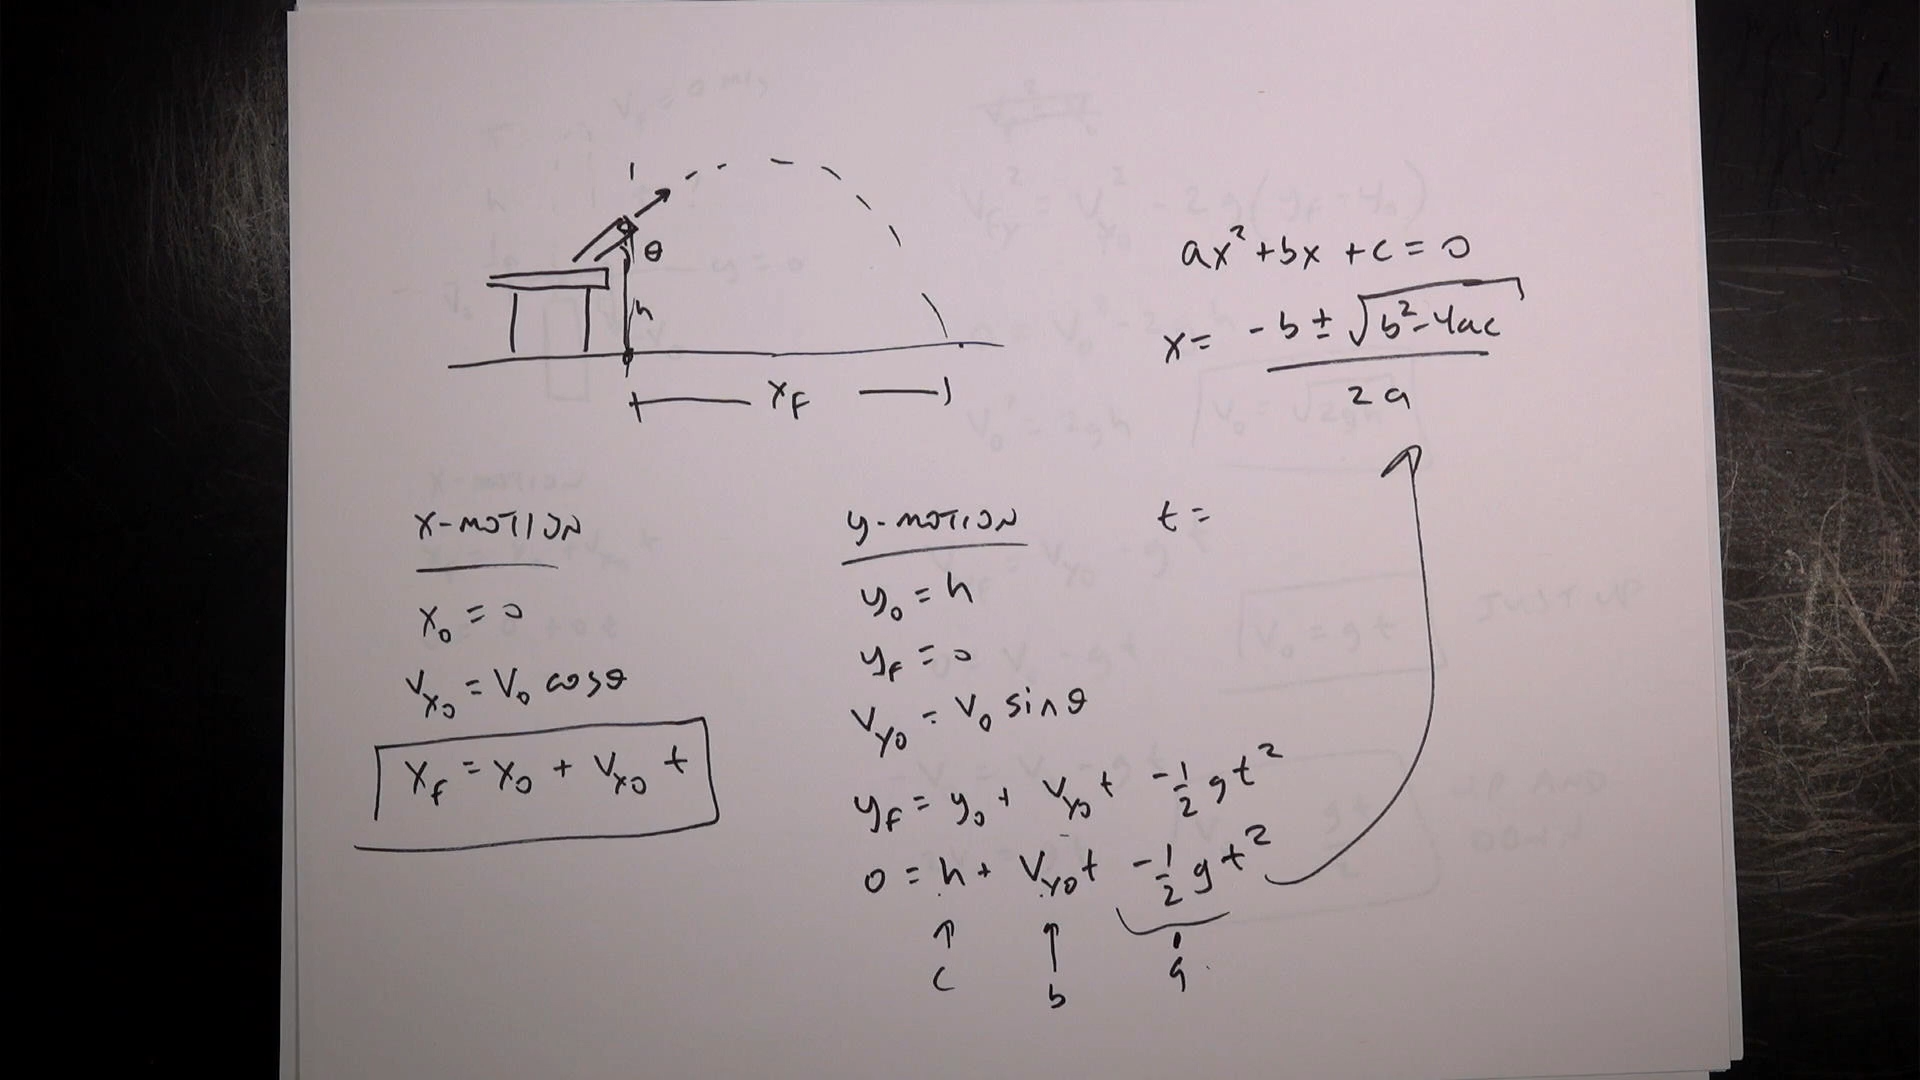 θ
h
x_F
ax² + bx + c = 0
x = (-b ± √(b² - 4ac)) / 2a
x-MOTION
x₀ = 0
v_x₀ = v₀ cosθ
x_f = x₀ + v_x₀ t
y-MOTION
y₀ = h
y_f = 0
v_y₀ = v₀ sinθ
y_f = y₀ + v_y₀ t - ½ g t²
0 = h + v_y₀ t - ½ g t²
c b a
t =